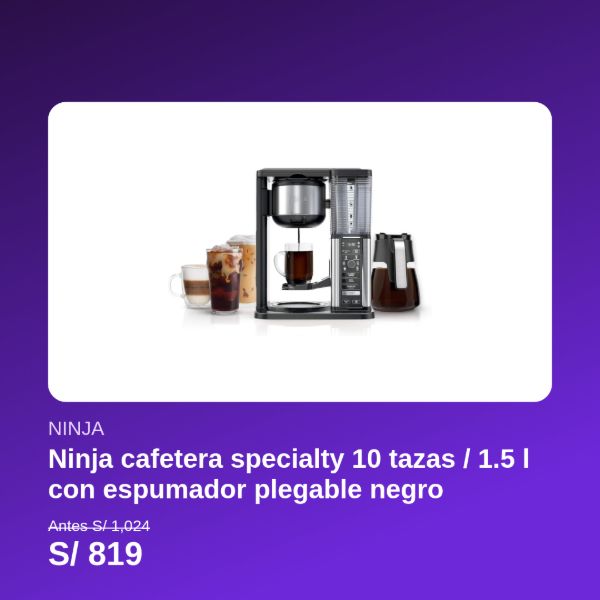 NINJA
Ninja cafetera specialty 10 tazas / 1.5 l
con espumador plegable negro
Antes S/ 1,024
S/ 819